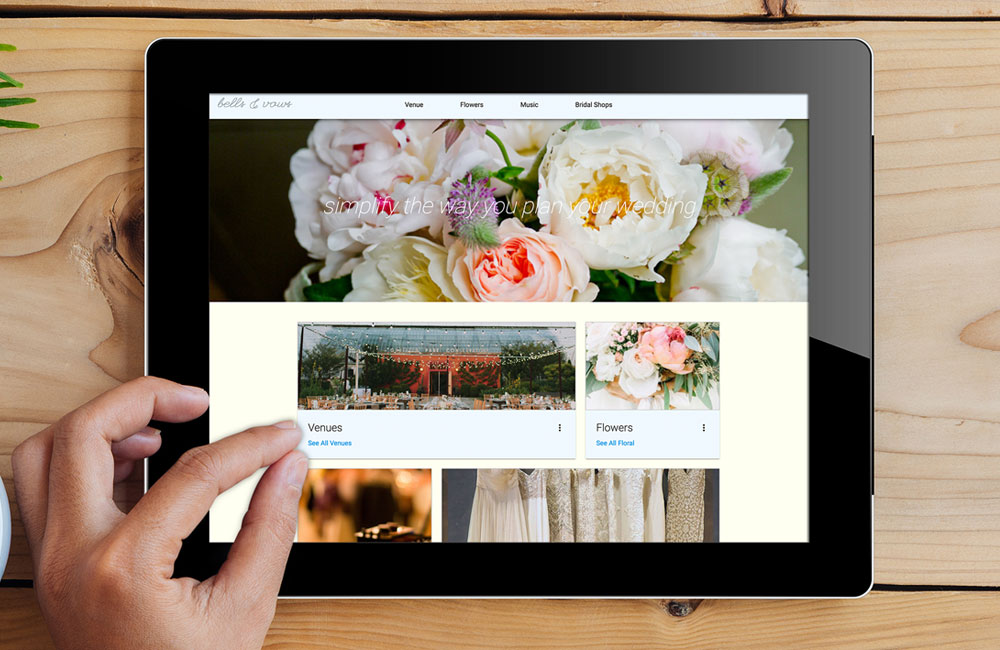 bells & vows
Venue Flowers Music Bridal Shops
simplify the way you plan your wedding
Venues
See All Venues
Flowers
See All Floral